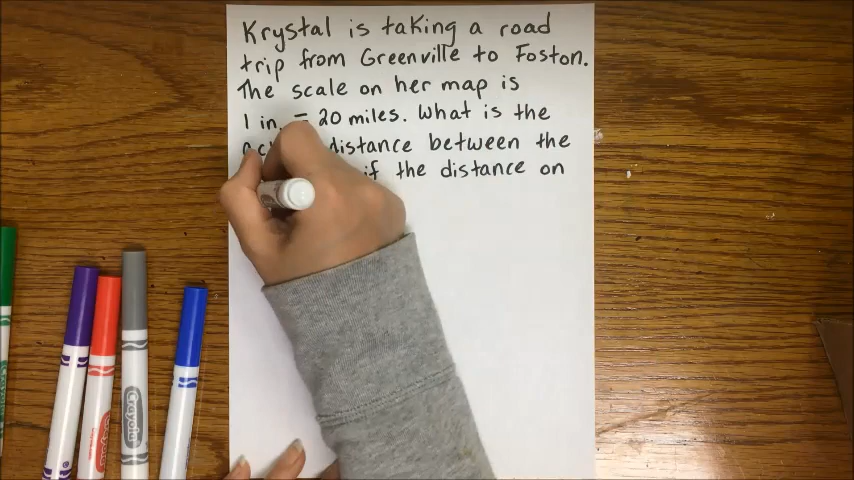 Krystal is taking a road
trip from Greenville to Foston.
The scale on her map is
1 in. = 20 miles. What is the
distance between the
if the distance on
Crayola